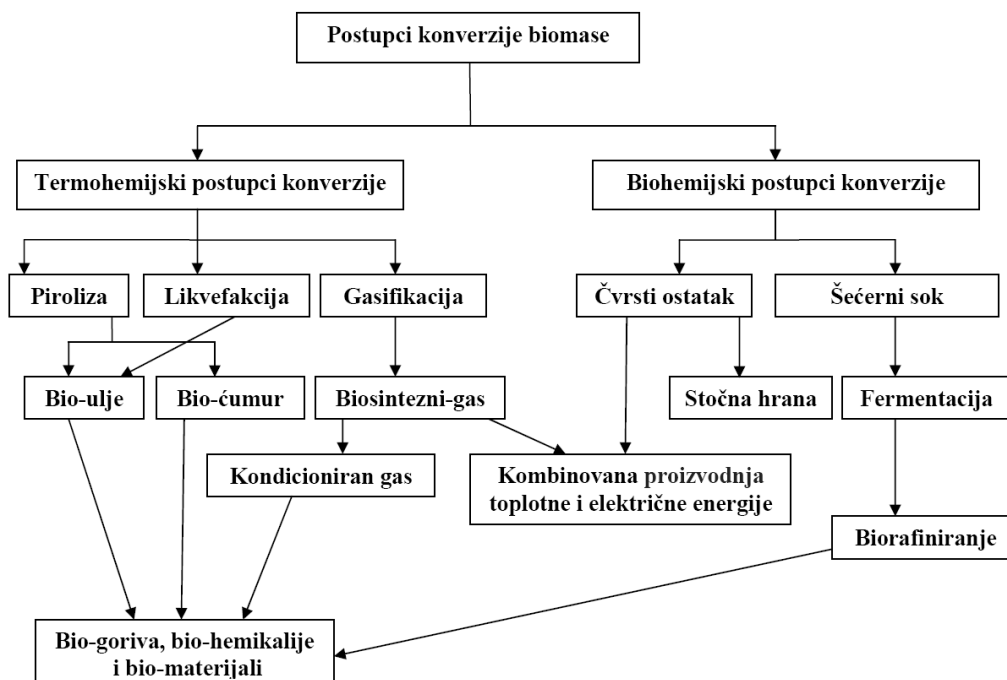 Postupci konverzije biomase
Termohemijski postupci konverzije
Biohemijski postupci konverzije
Piroliza
Likvefakcija
Gasifikacija
Čvrsti ostatak
Šećerni sok
Bio-ulje
Bio-ćumur
Biosintezni-gas
Stočna hrana
Fermentacija
Kondicioniran gas
Kombinovana proizvodnja
toplotne i električne energije
Biorafiniranje
Bio-goriva, bio-hemikalije
i bio-materijali